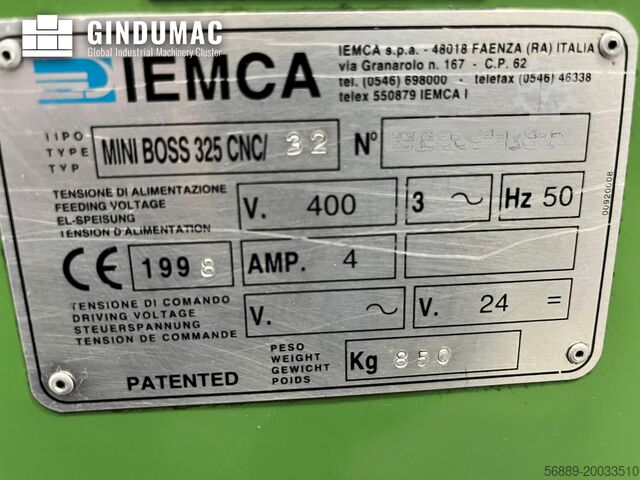 GINDUMAC
Global Industrial Machinery Cluster
IEMCA
IEMCA s.p.a. - 48018 FAENZA (RA) ITALIA
via Granarolo n. 167 - C.P. 62
tel. (0546) 698000 - telefax (0546) 46338
telex 550879 IEMCA I
TIPO
TYPE
TYP
MINI BOSS 325 CNC/ 32
N°
TENSIONE DI ALIMENTAZIONE
FEEDING VOLTAGE
EL-SPEISUNG
TENSION D'ALIMENTATION
V. 400
3 ~
Hz 50
CE 1998
AMP. 4
TENSIONE DI COMANDO
DRIVING VOLTAGE
STEUERSPANNUNG
TENSION DE COMMANDE
V. ~
V. 24 =
PATENTED
PESO
WEIGHT
GEWICHT
POIDS
Kg 850
00920008
56889-20033510